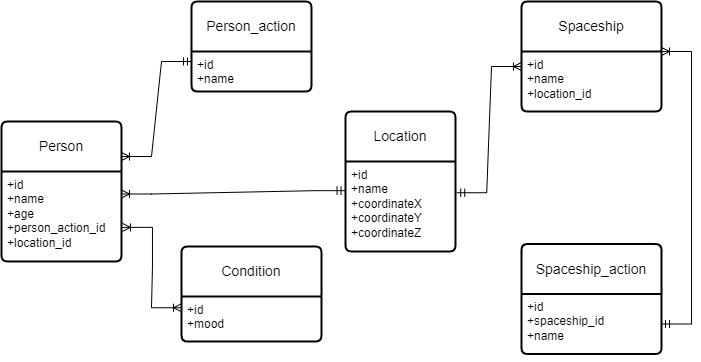 Person_action
+id
+name
Spaceship
+id
+name
+location_id
Person
+id
+name
+age
+person_action_id
+location_id
Location
+id
+name
+coordinateX
+coordinateY
+coordinateZ
Condition
+id
+mood
Spaceship_action
+id
+spaceship_id
+name